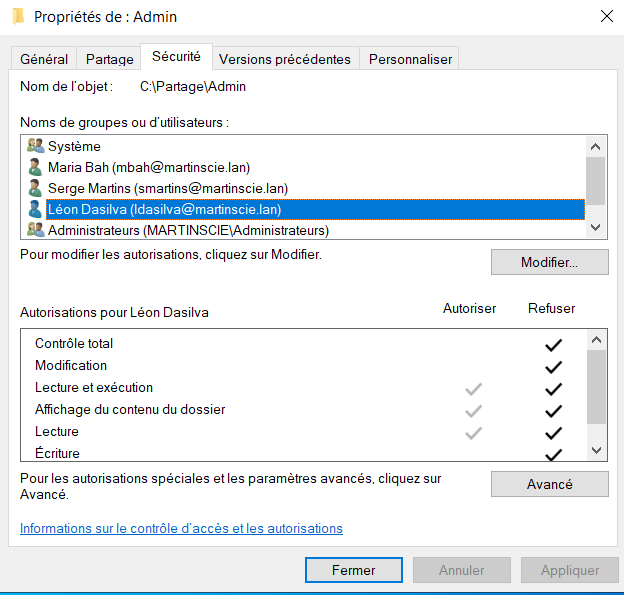 Propriétés de : Admin
Général Partage Sécurité Versions précédentes Personnaliser
Nom de l'objet : C:\Partage\Admin
Noms de groupes ou d'utilisateurs :
Système
Maria Bah (mbah@martinscie.lan)
Serge Martins (smartins@martinscie.lan)
Léon Dasilva (ldasilva@martinscie.lan)
Administrateurs (MARTINSCIE\Administrateurs)
Pour modifier les autorisations, cliquez sur Modifier.
Modifier...
Autorisations pour Léon Dasilva Autoriser Refuser
Contrôle total
Modification
Lecture et exécution
Affichage du contenu du dossier
Lecture
Écriture
Pour les autorisations spéciales et les paramètres avancés, cliquez sur
Avancé.
Avancé
Informations sur le contrôle d'accès et les autorisations
Fermer Annuler Appliquer